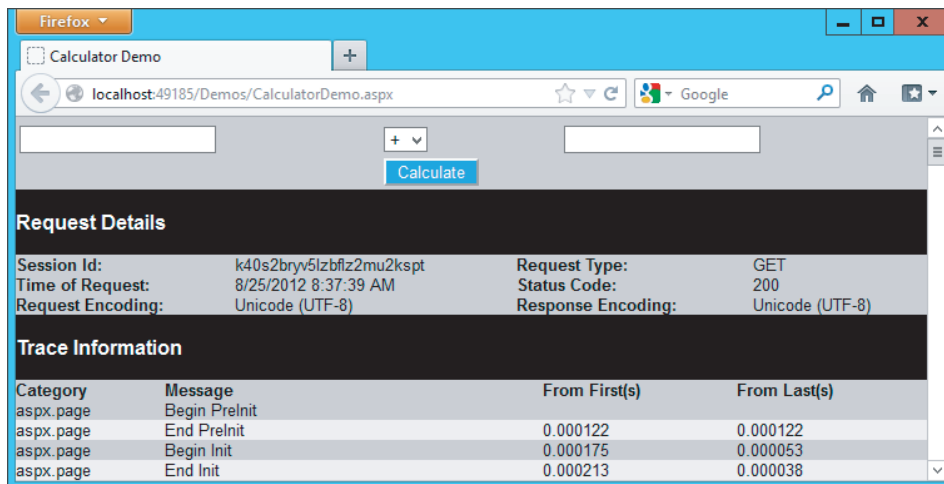 Firefox
Calculator Demo
localhost:49185/Demos/CalculatorDemo.aspx Google
+
Calculate
Request Details
Session Id: k40s2bryv5lzbflz2mu2kspt Request Type: GET
Time of Request: 8/25/2012 8:37:39 AM Status Code: 200
Request Encoding: Unicode (UTF-8) Response Encoding: Unicode (UTF-8)
Trace Information
Category Message From First(s) From Last(s)
aspx.page Begin PreInit
aspx.page End PreInit 0.000122 0.000122
aspx.page Begin Init 0.000175 0.000053
aspx.page End Init 0.000213 0.000038